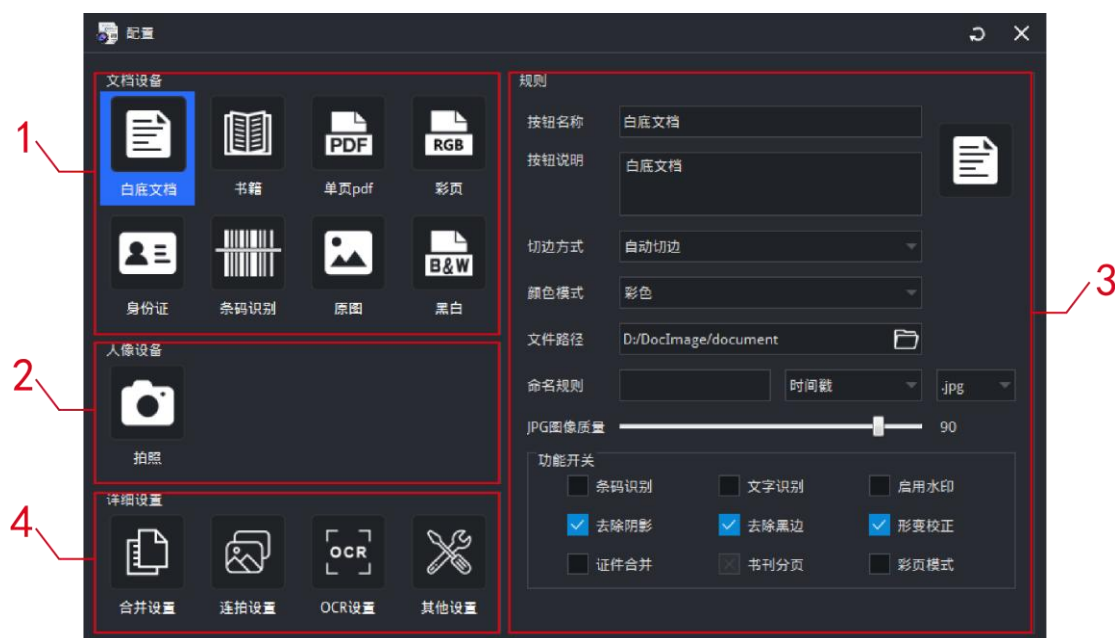 配置
1
文档设备
白底文档 书籍 单页pdf 彩页
PDF RGB
身份证 条码识别 原图 黑白
B&W
2
人像设备
拍照
4
详细设置
OCR
合并设置 连拍设置 OCR设置 其他设置
3
规则
按钮名称 白底文档
按钮说明 白底文档
切边方式 自动切边
颜色模式 彩色
文件路径 D:/DocImage/document
命名规则 时间戳 .jpg
JPG图像质量 90
功能开关
条码识别 文字识别 启用水印
去除阴影 去除黑边 形变校正
证件合并 书刊分页 彩页模式